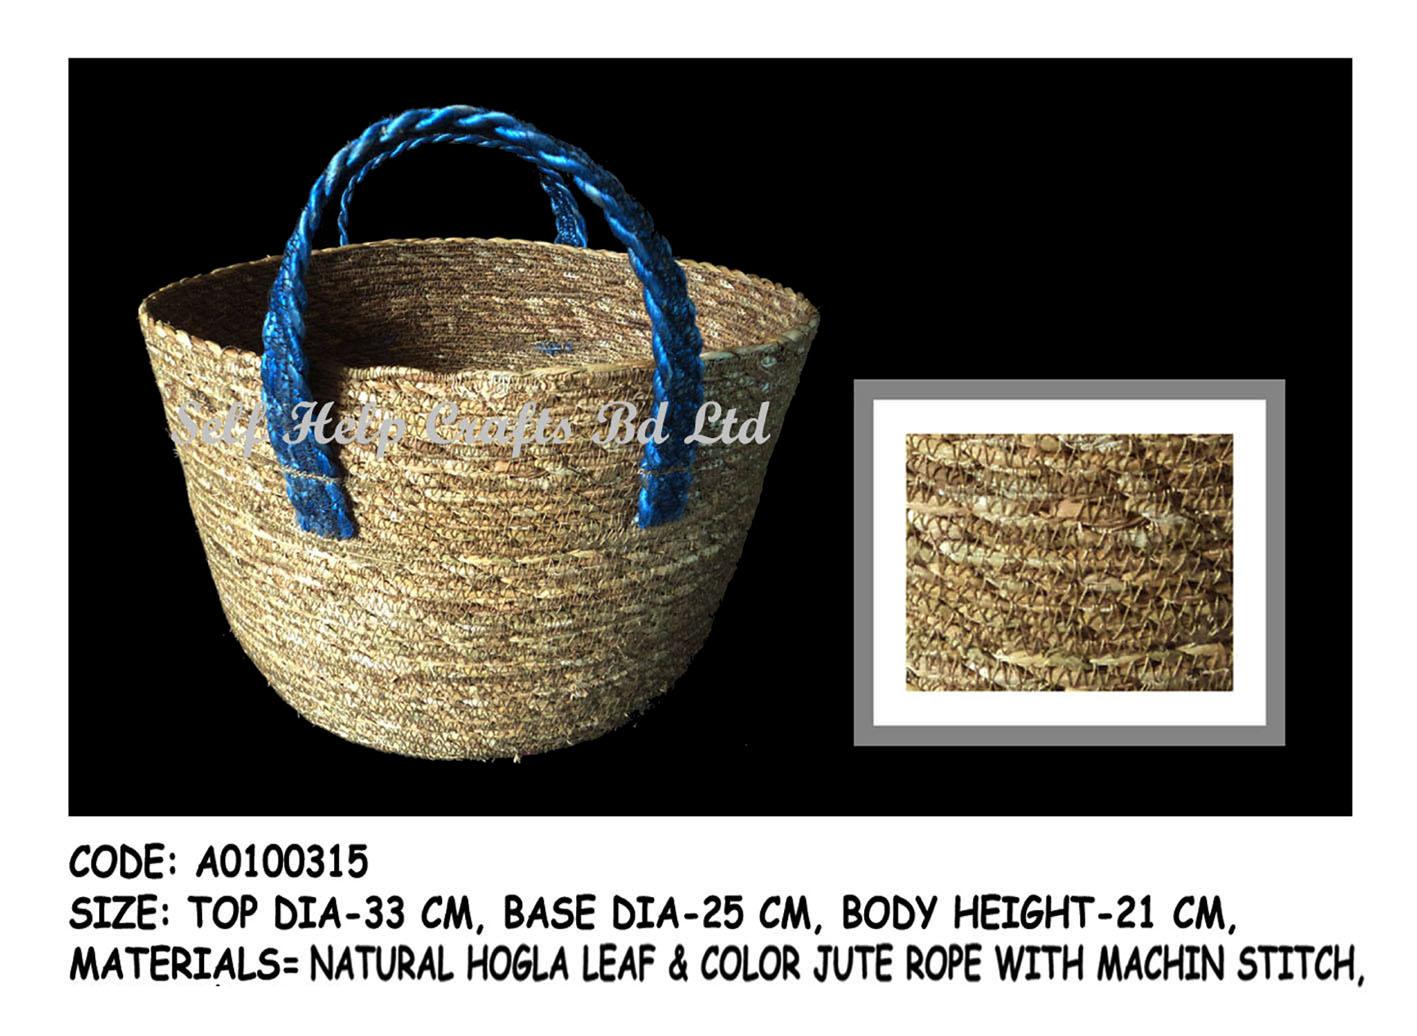 Self Help Crafts Bd Ltd
CODE: A0100315
SIZE: TOP DIA-33 CM, BASE DIA-25 CM, BODY HEIGHT-21 CM,
MATERIALS= NATURAL HOGLA LEAF & COLOR JUTE ROPE WITH MACHIN STITCH,